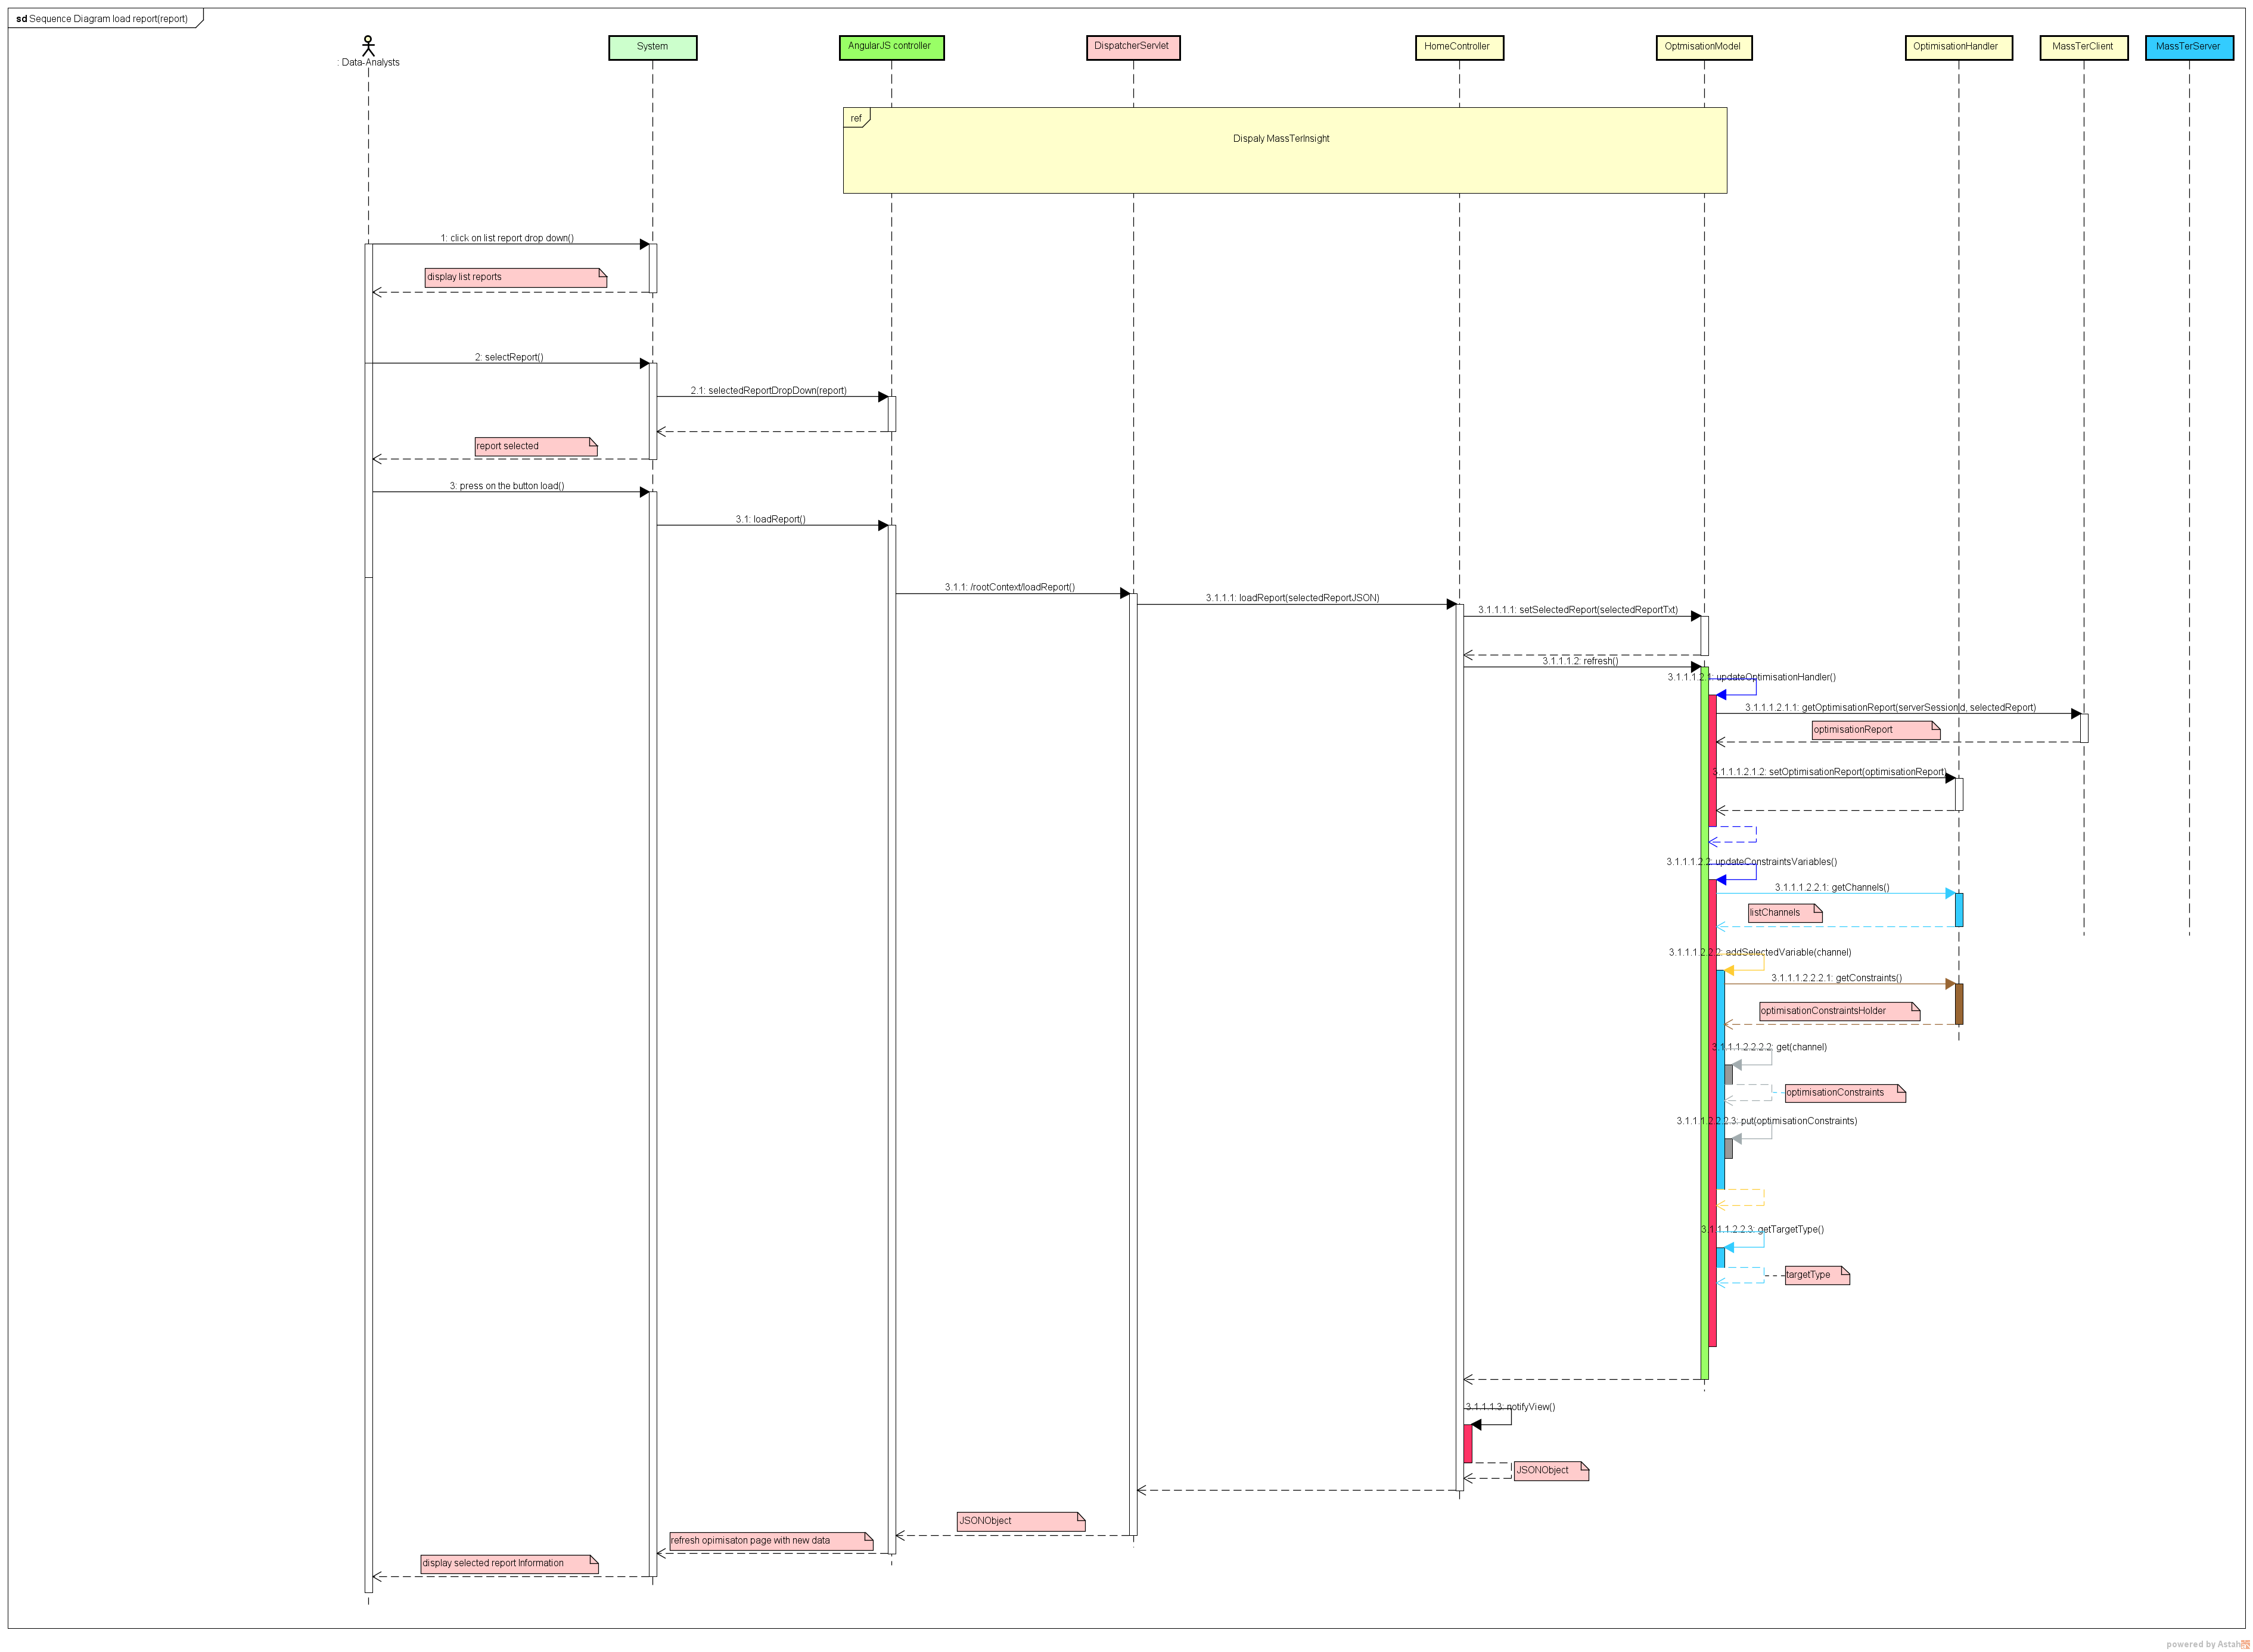 sd Sequence Diagram load report(report)
: Data-Analysts
System
AngularJS controller
DispatcherServlet
HomeController
OptmisationModel
OptimisationHandler
MassTerClient
MassTerServer
ref
Dispaly MassTerInsight
1: click on list report drop down()
display list reports
2: selectReport()
2.1: selectedReportDropDown(report)
report selected
3: press on the button load()
3.1: loadReport()
3.1.1: /rootContext/loadReport()
3.1.1.1: loadReport(selectedReportJSON)
3.1.1.1.1: setSelectedReport(selectedReportTxt)
3.1.1.1.2: refresh()
3.1.1.1.2.1: updateOptimisationHandler()
3.1.1.1.2.1.1: getOptimisationReport(serverSessionId, selectedReport)
optimisationReport
3.1.1.1.2.1.2: setOptimisationReport(optimisationReport)
3.1.1.1.2.2: updateConstraintsVariables()
3.1.1.1.2.2.1: getChannels()
listChannels
3.1.1.1.2.2.2: addSelectedVariable(channel)
3.1.1.1.2.2.2.1: getConstraints()
optimisationConstraintsHolder
3.1.1.1.2.2.2.2: get(channel)
optimisationConstraints
3.1.1.1.2.2.2.3: put(optimisationConstraints)
3.1.1.1.2.2.3: getTargetType()
targetType
3.1.1.1.3: notifyView()
JSONObject
JSONObject
refresh opimisaton page with new data
display selected report Information
powered by Astah